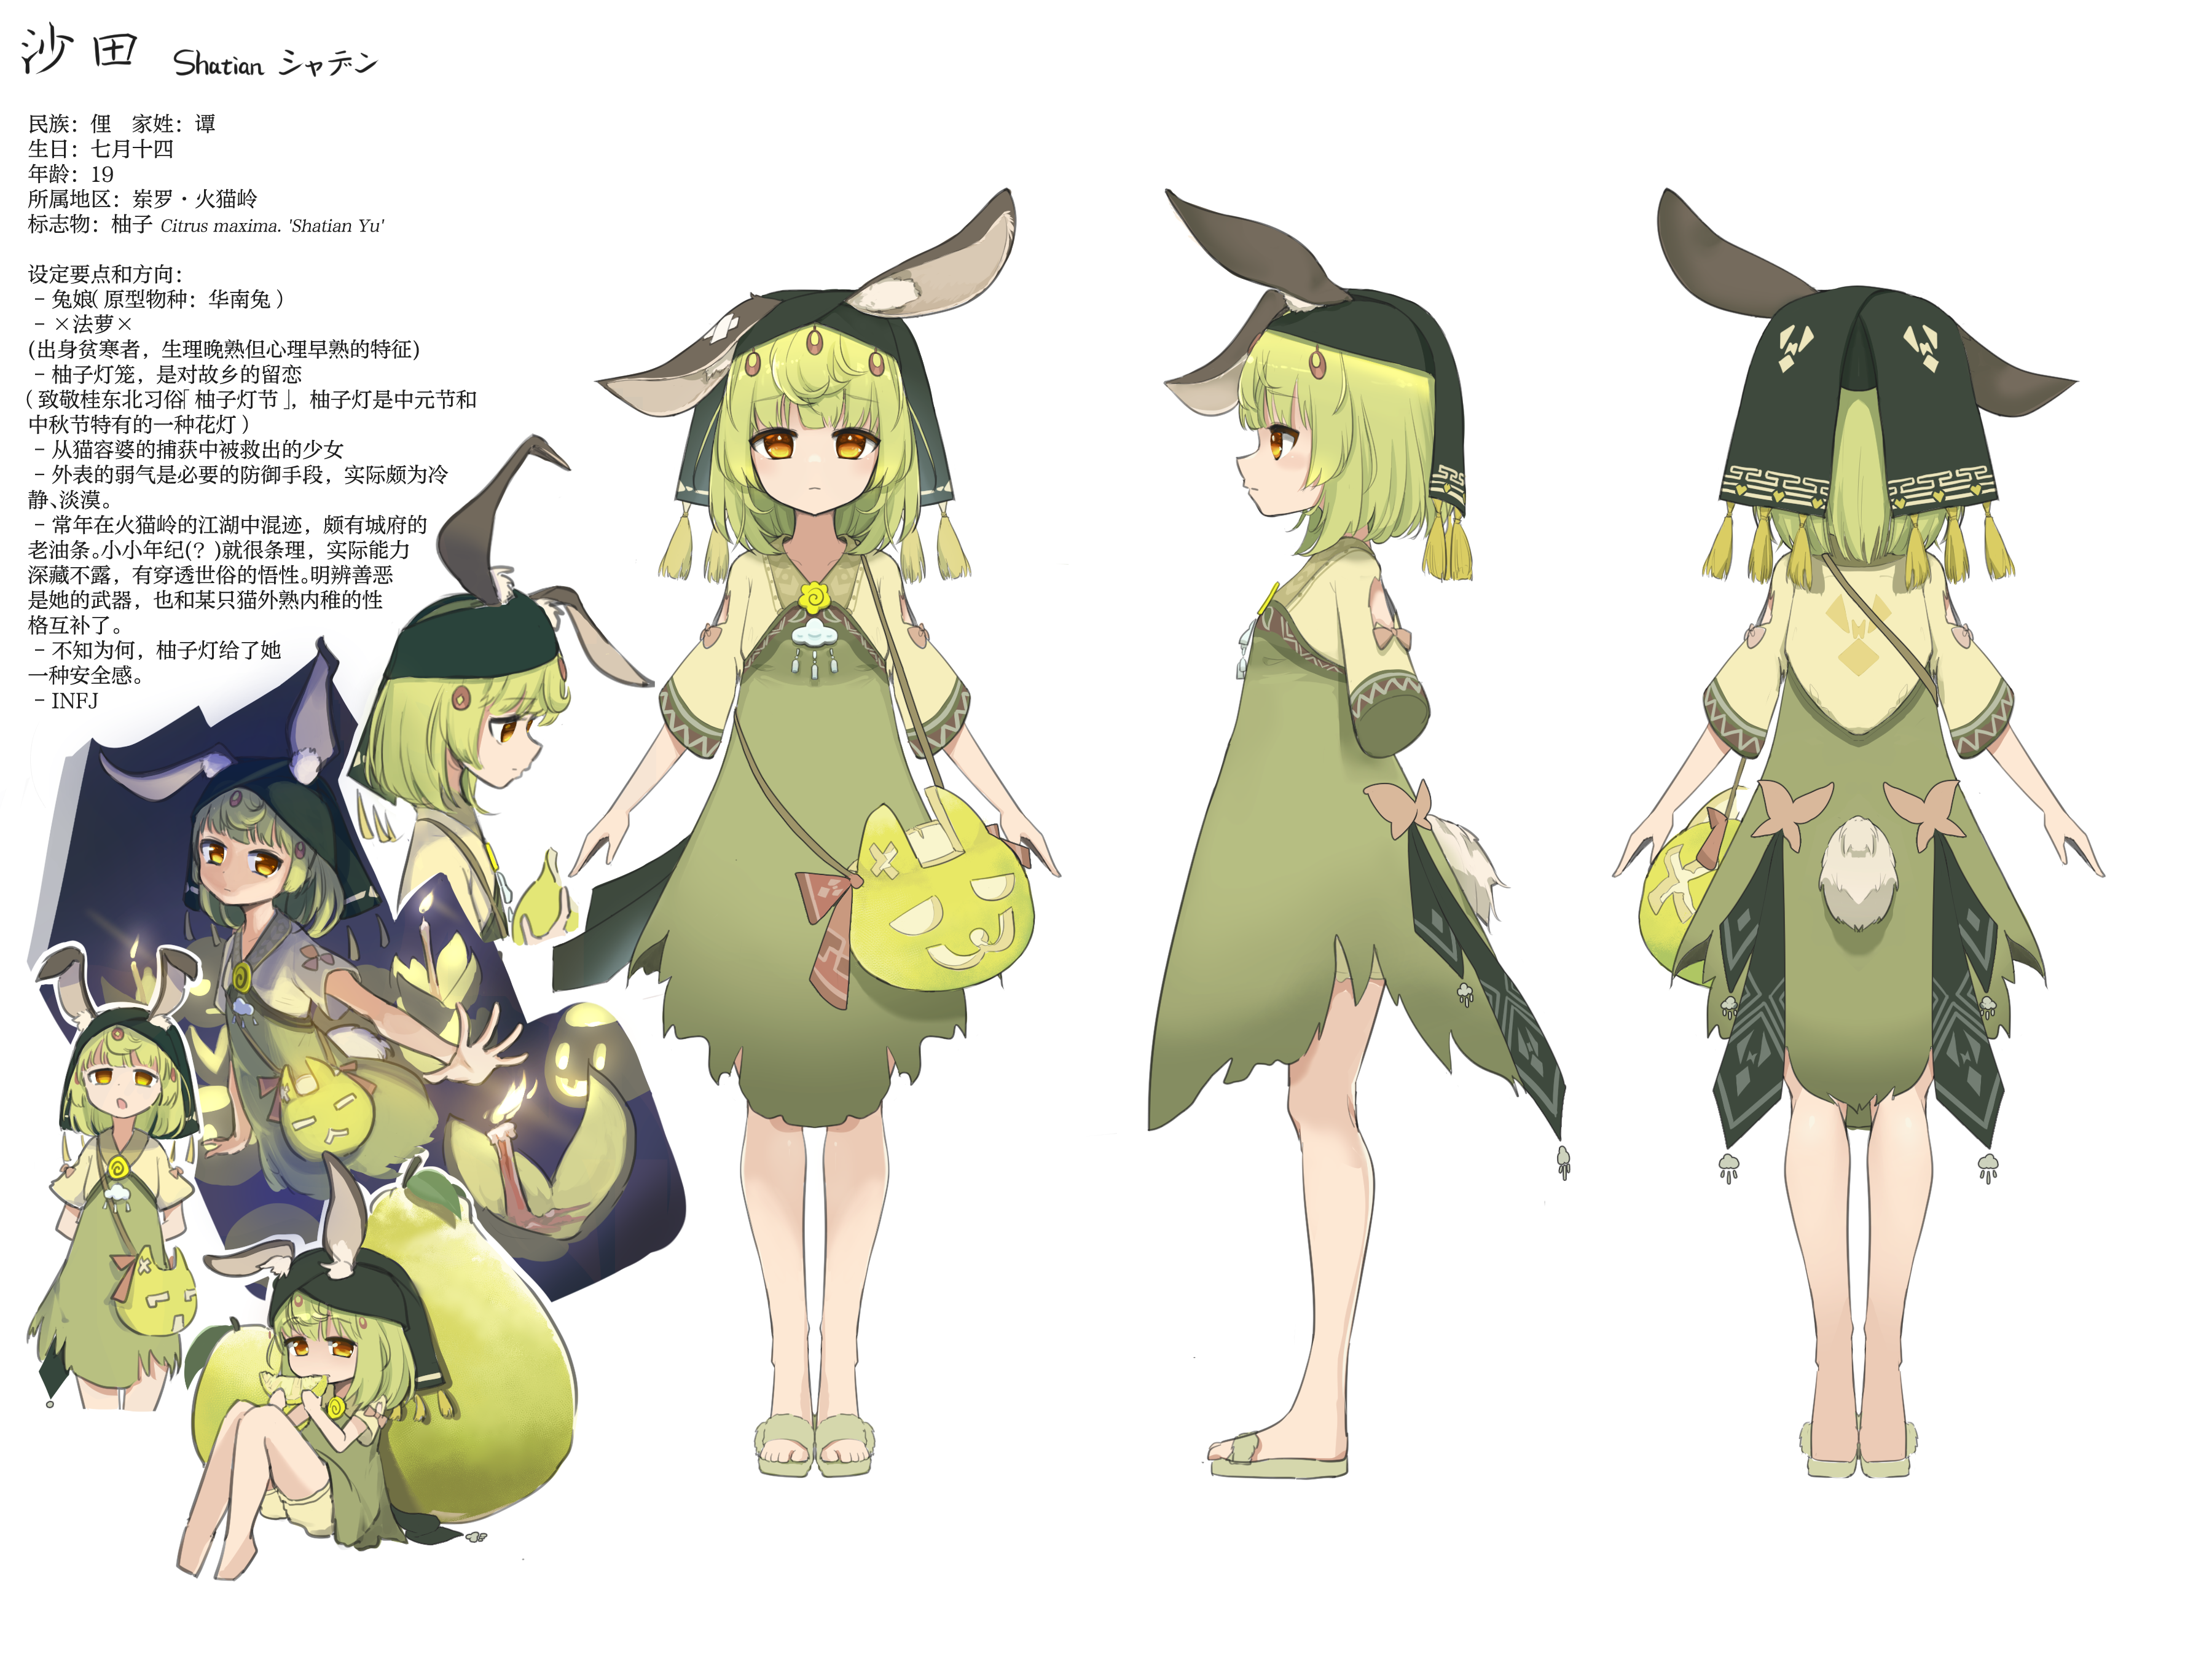 沙田 Shatian シャデン
民族：俚 家姓：谭
生日：七月十四
年龄：19
所属地区：岽罗·火猫岭
标志物：柚子 Citrus maxima. 'Shatian Yu'
设定要点和方向：
- 兔娘（原型物种：华南兔）
- ×法萝×
(出身贫寒者，生理晚熟但心理早熟的特征)
- 柚子灯笼，是对故乡的留恋
（致敬桂东北习俗「柚子灯节」，柚子灯是中元节和
中秋节特有的一种花灯）
- 从猫容婆的捕获中被救出的少女
- 外表的弱气是必要的防御手段，实际颇为冷
静、淡漠。
- 常年在火猫岭的江湖中混迹，颇有城府的
老油条。小小年纪(？)就很条理，实际能力
深藏不露，有穿透世俗的悟性。明辨善恶
是她的武器，也和某只猫外熟内稚的性
格互补了。
- 不知为何，柚子灯给了她
一种安全感。
- INFJ